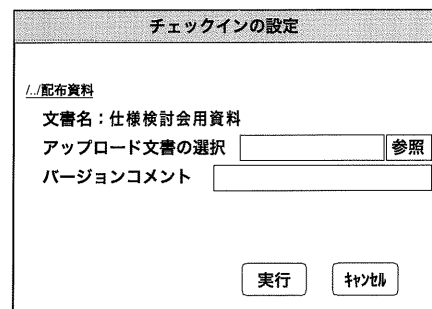 チェックインの設定
/../配布資料
文書名：仕様検討会用資料
アップロード文書の選択 参照
バージョンコメント
実行 ｷｬﾝｾﾙ